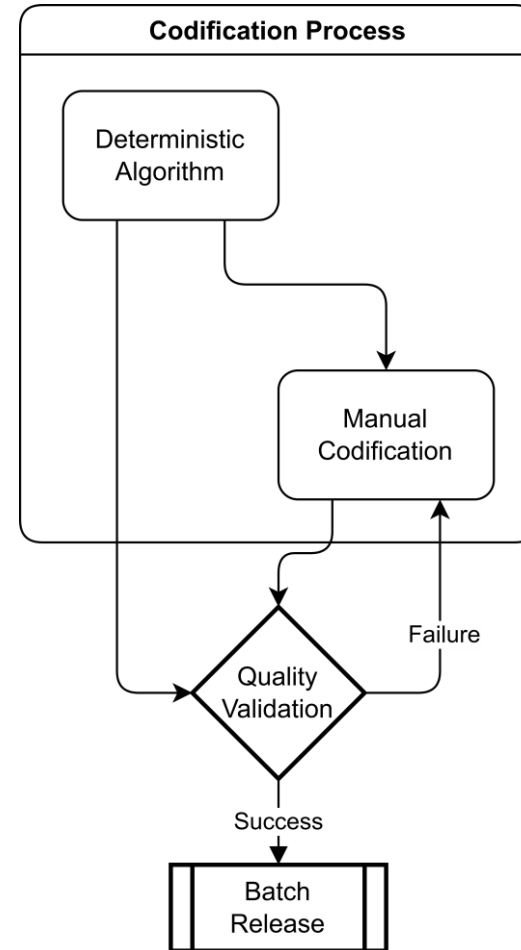 Codification Process
Deterministic
Algorithm
Manual
Codification
Failure
Quality
Validation
Success
Batch
Release